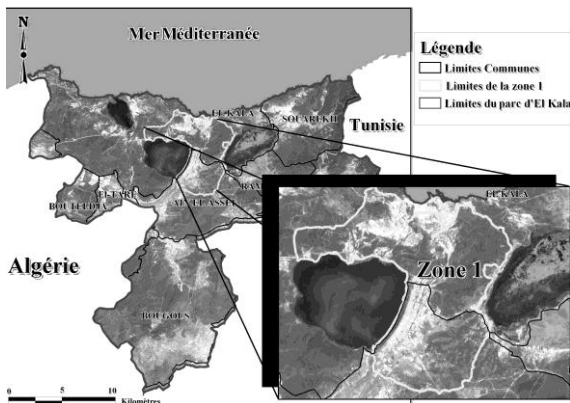 N
Mer Méditerranée
Légende
Limites Communes
Limites de la zone 1
Limites du parc d'El Kala
EL-KALA
SOUAREKH
Tunisie
EL-TARF
BOUTELDJA
AIN EL ASSEL
Algérie
BOUGOUS
EL-KALA
Zone 1
0 5 10
Kilomètres